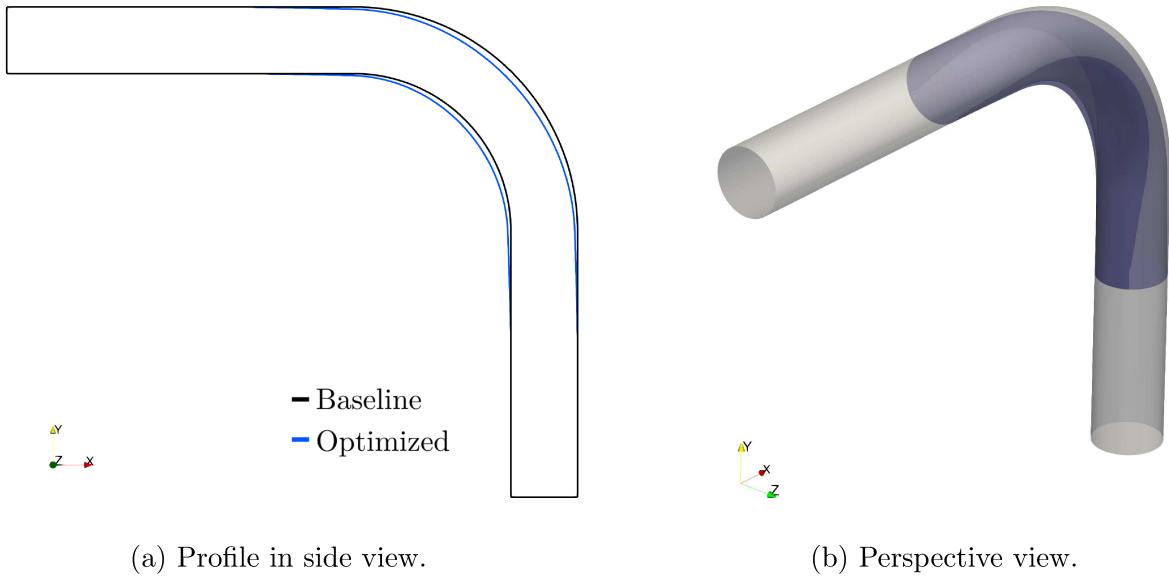 Baseline
Optimized
Y
Z X
Y
X
Z
(a) Profile in side view.
(b) Perspective view.